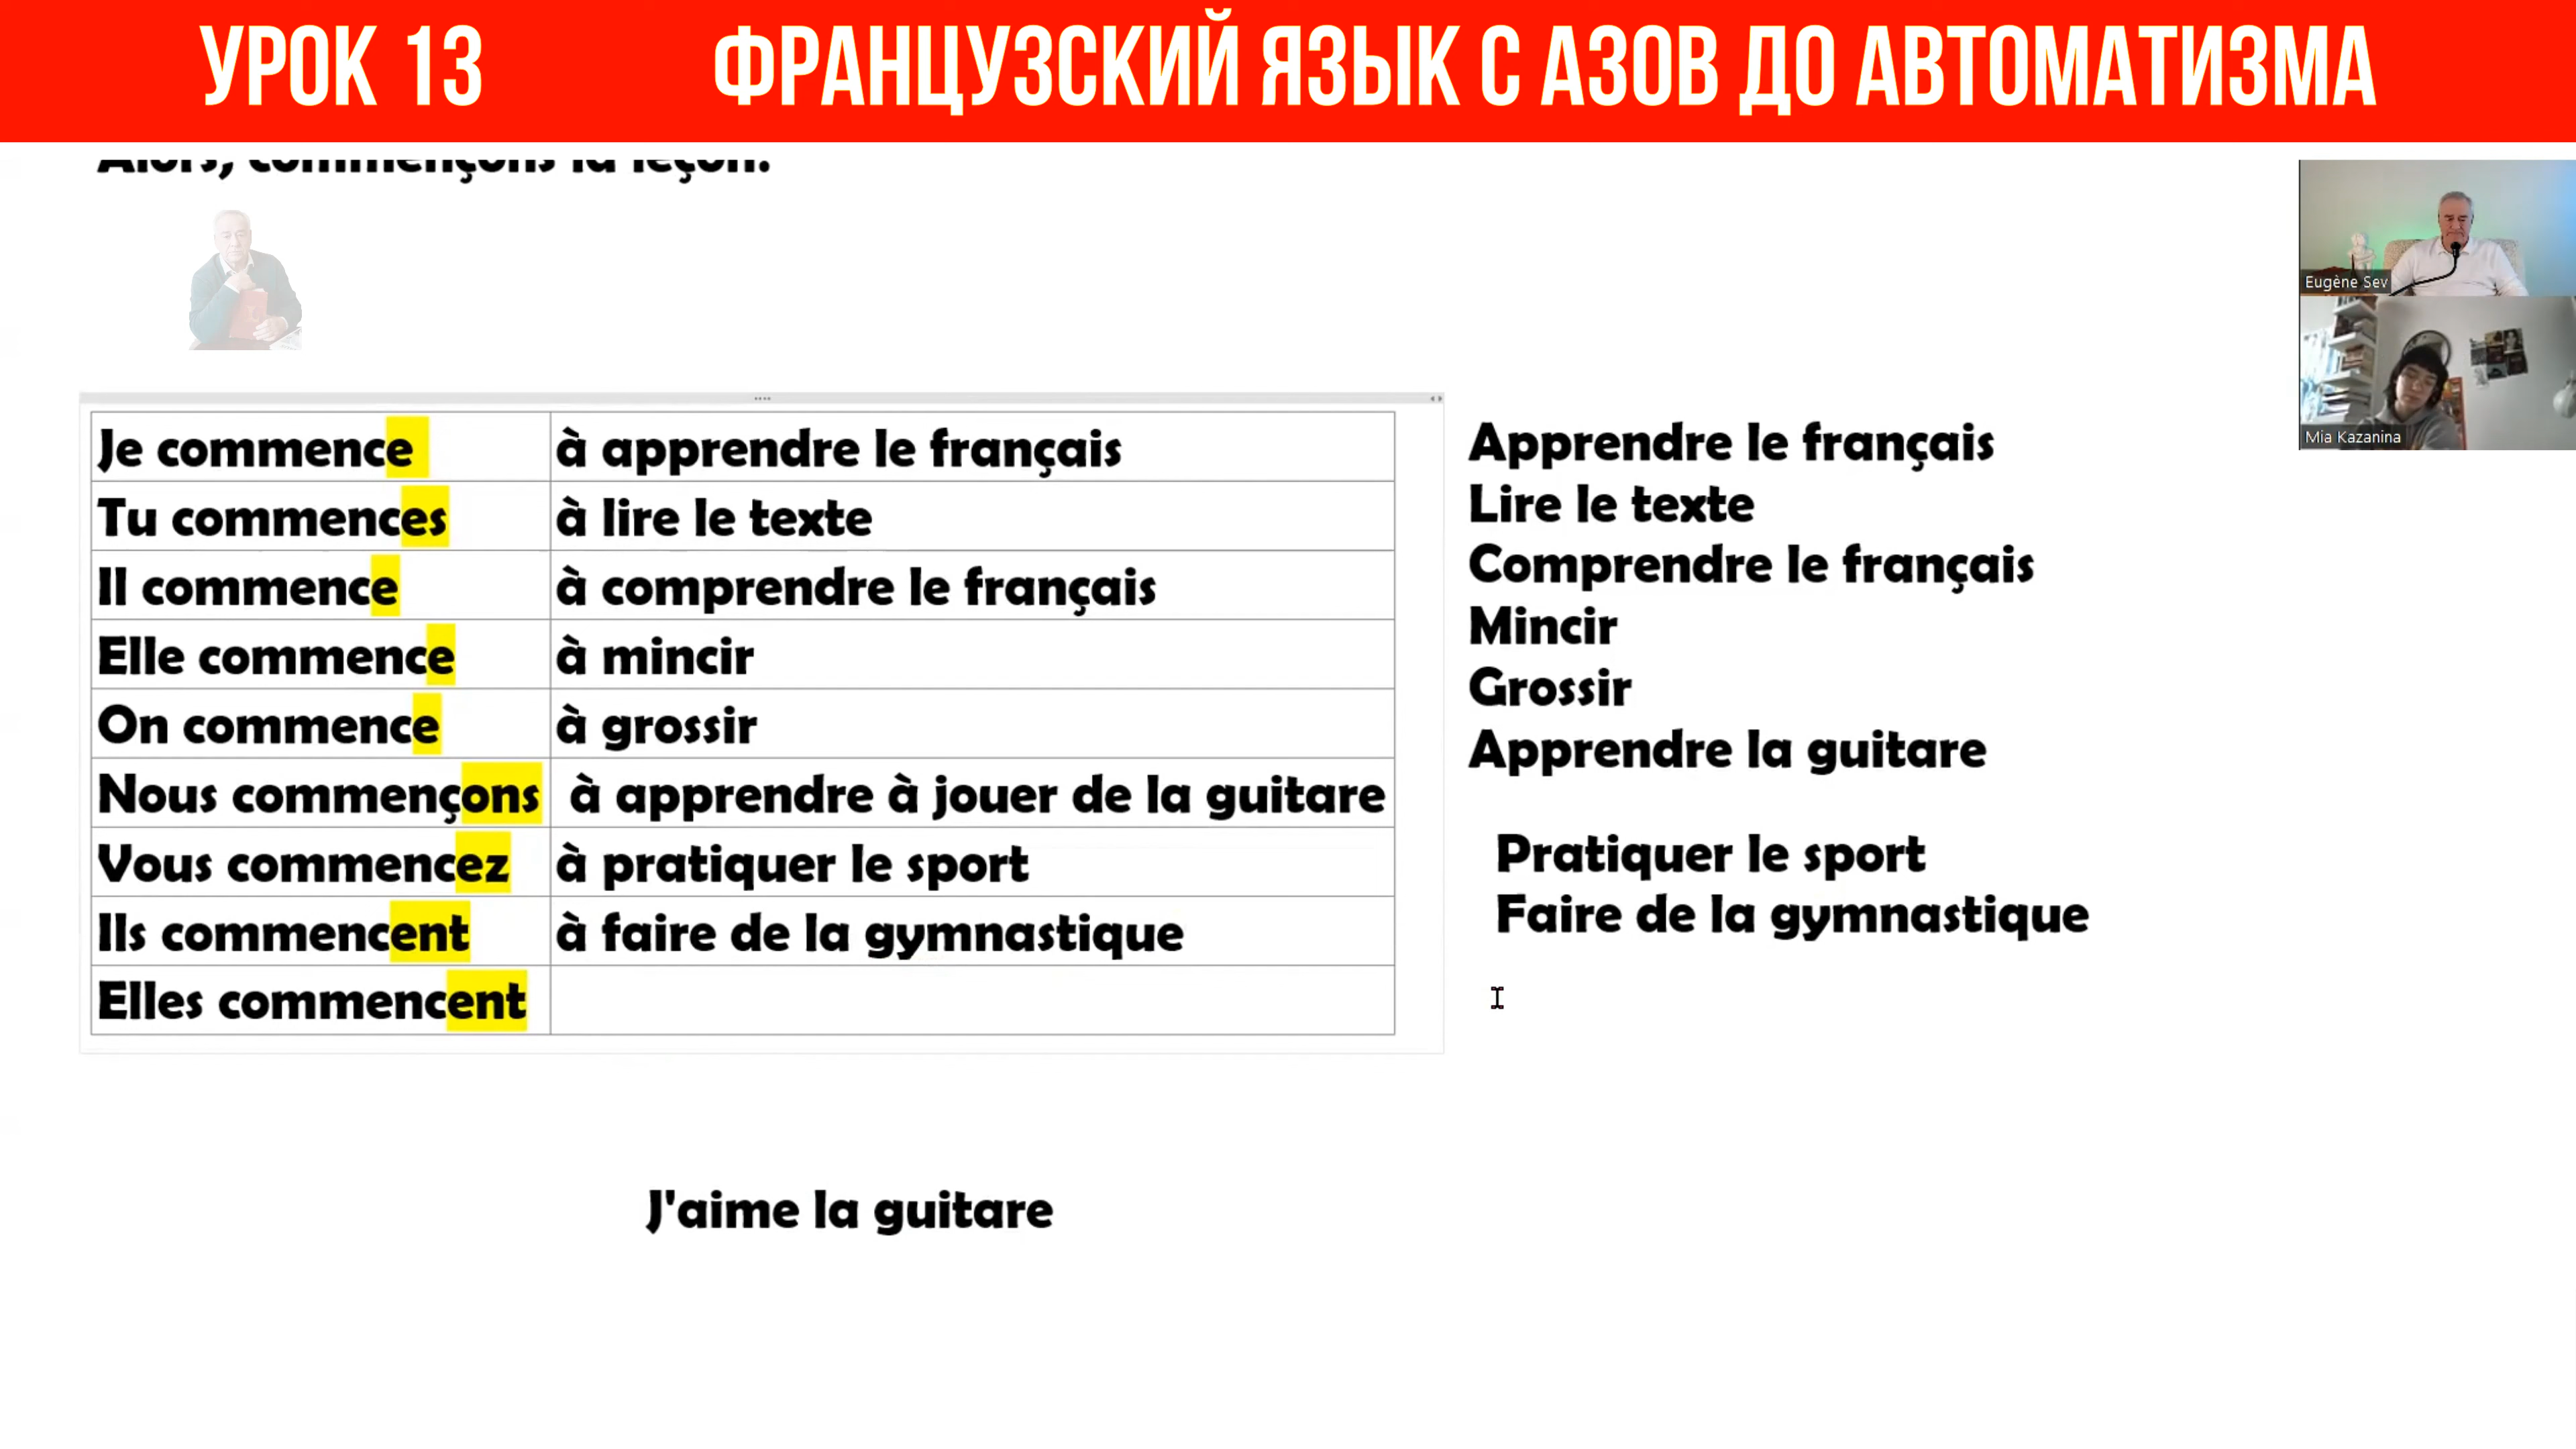 УРОК 13 ФРАНЦУЗСКИЙ ЯЗЫК С АЗОВ ДО АВТОМАТИЗМА
Alors, commençons la leçon.
Eugène Sev
Mia Kazanina
Je commence à apprendre le français
Tu commences à lire le texte
Il commence à comprendre le français
Elle commence à mincir
On commence à grossir
Nous commençons à apprendre à jouer de la guitare
Vous commencez à pratiquer le sport
Ils commencent à faire de la gymnastique
Elles commencent
Apprendre le français
Lire le texte
Comprendre le français
Mincir
Grossir
Apprendre la guitare
Pratiquer le sport
Faire de la gymnastique
J'aime la guitare